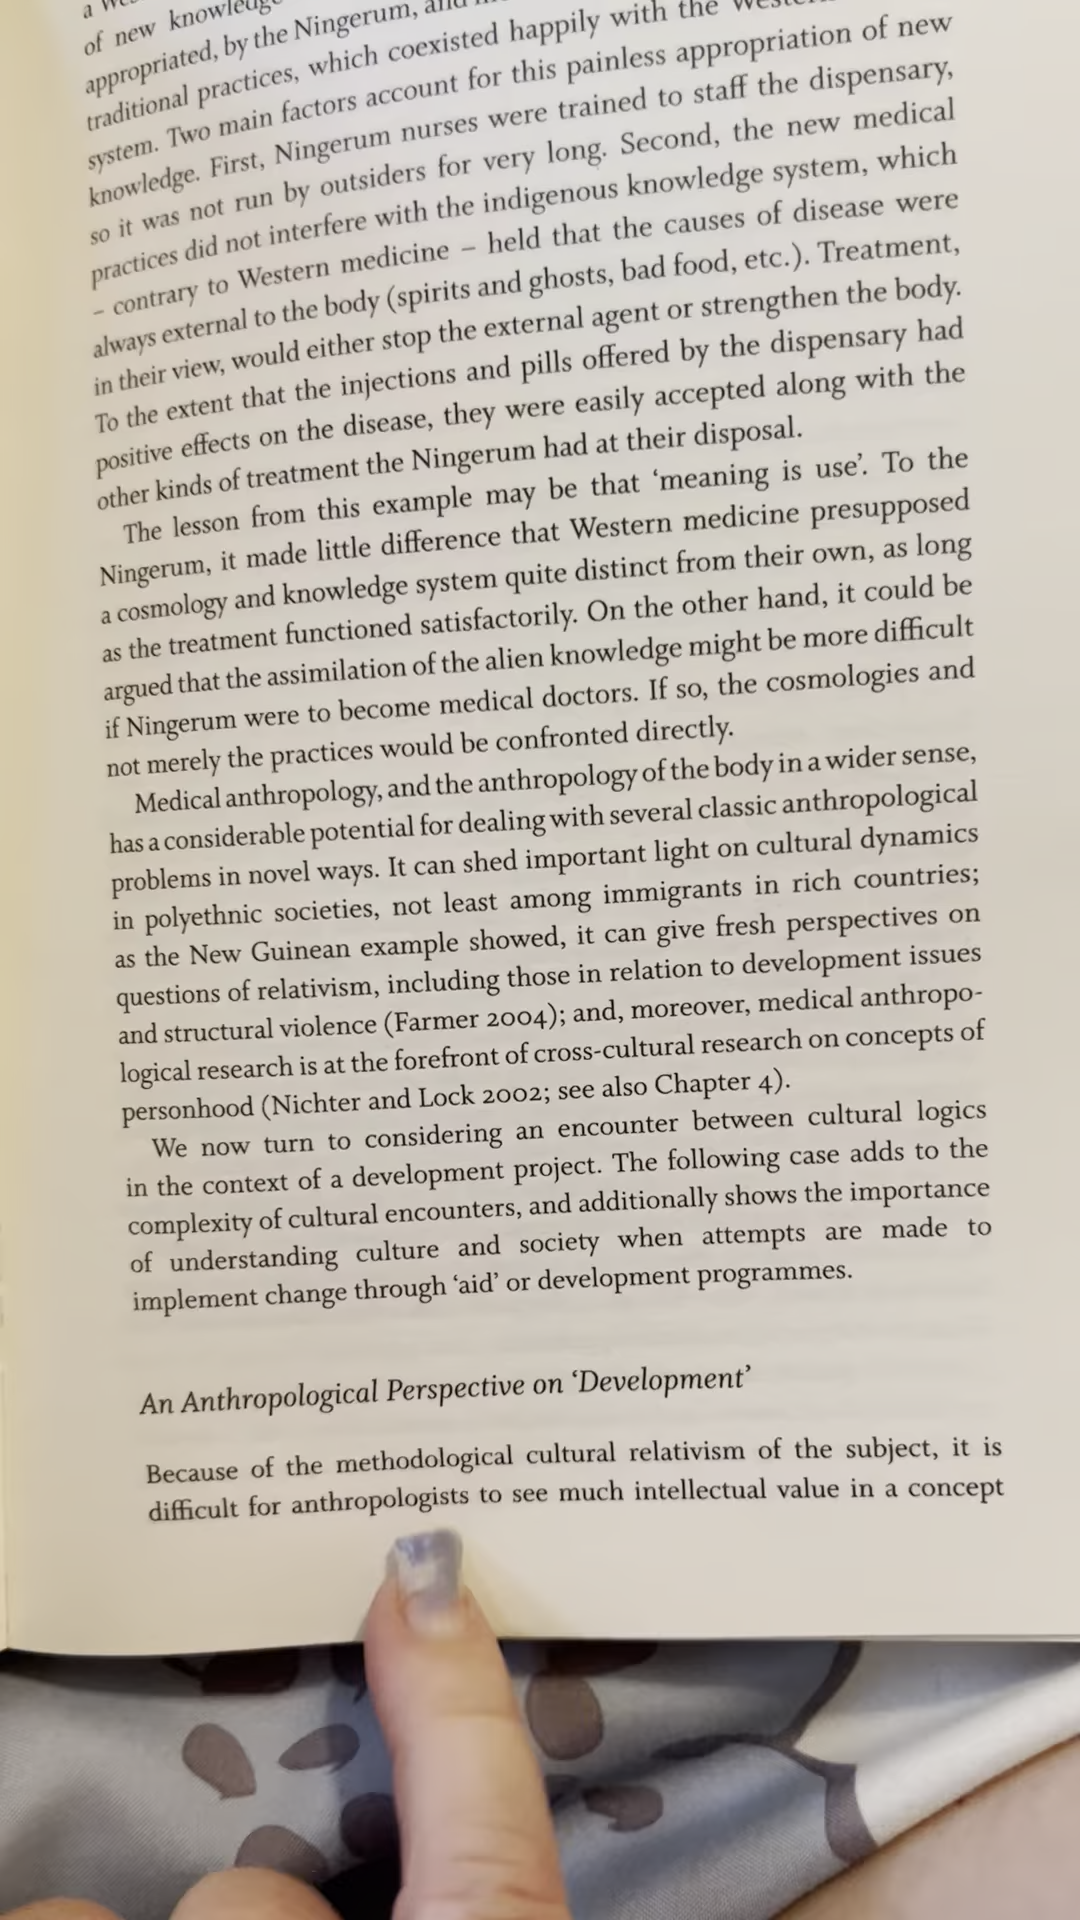 of new knowledge
appropriated, by the Ningerum, and
traditional practices, which coexisted happily with the
system. Two main factors account for this painless appropriation of new
knowledge. First, Ningerum nurses were trained to staff the dispensary,
so it was not run by outsiders for very long. Second, the new medical
practices did not interfere with the indigenous knowledge system, which
– contrary to Western medicine – held that the causes of disease were
always external to the body (spirits and ghosts, bad food, etc.). Treatment,
in their view, would either stop the external agent or strengthen the body.
To the extent that the injections and pills offered by the dispensary had
positive effects on the disease, they were easily accepted along with the
other kinds of treatment the Ningerum had at their disposal.
The lesson from this example may be that ‘meaning is use’. To the
Ningerum, it made little difference that Western medicine presupposed
a cosmology and knowledge system quite distinct from their own, as long
as the treatment functioned satisfactorily. On the other hand, it could be
argued that the assimilation of the alien knowledge might be more difficult
if Ningerum were to become medical doctors. If so, the cosmologies and
not merely the practices would be confronted directly.
Medical anthropology, and the anthropology of the body in a wider sense,
has a considerable potential for dealing with several classic anthropological
problems in novel ways. It can shed important light on cultural dynamics
in polyethnic societies, not least among immigrants in rich countries;
as the New Guinean example showed, it can give fresh perspectives on
questions of relativism, including those in relation to development issues
and structural violence (Farmer 2004); and, moreover, medical anthropo-
logical research is at the forefront of cross-cultural research on concepts of
personhood (Nichter and Lock 2002; see also Chapter 4).
We now turn to considering an encounter between cultural logics
in the context of a development project. The following case adds to the
complexity of cultural encounters, and additionally shows the importance
of understanding culture and society when attempts are made to
implement change through ‘aid’ or development programmes.
An Anthropological Perspective on ‘Development’
Because of the methodological cultural relativism of the subject, it is
difficult for anthropologists to see much intellectual value in a concept